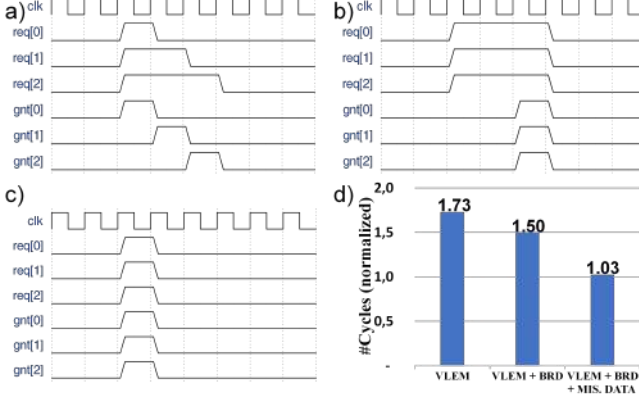 a)
clk
req[0]
req[1]
req[2]
gnt[0]
gnt[1]
gnt[2]
b)
clk
req[0]
req[1]
req[2]
gnt[0]
gnt[1]
gnt[2]
c)
clk
req[0]
req[1]
req[2]
gnt[0]
gnt[1]
gnt[2]
d)
#Cycles (normalized)
2,0
1,5
1,0
0,5
-
1.73
1.50
1.03
VLEM
VLEM + BRD
VLEM + BRD
+ MIS. DATA